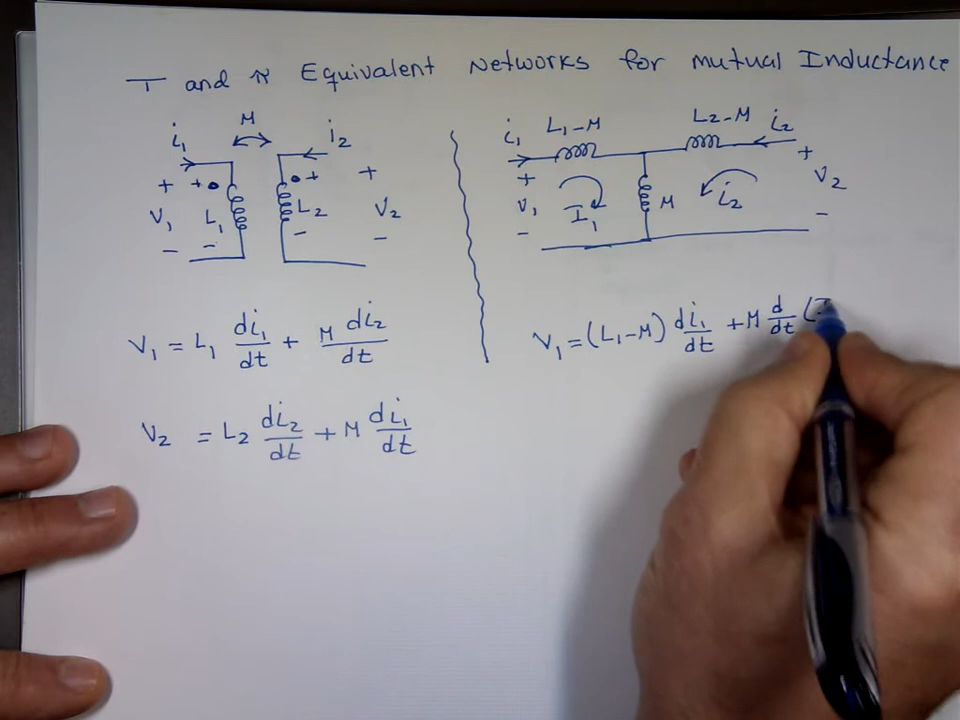 T and π Equivalent Networks for mutual Inductance
i₁ M i₂
+ + • • + +
V₁ L₁ L₂ V₂
- - - -
i₁ L₁-M L₂-M i₂
+ +
V₁ I₁ M i₂ V₂
- -
V₁ = L₁ di₁/dt + M di₂/dt
V₂ = L₂ di₂/dt + M di₁/dt
V₁ = (L₁-M) di₁/dt + M d/dt (